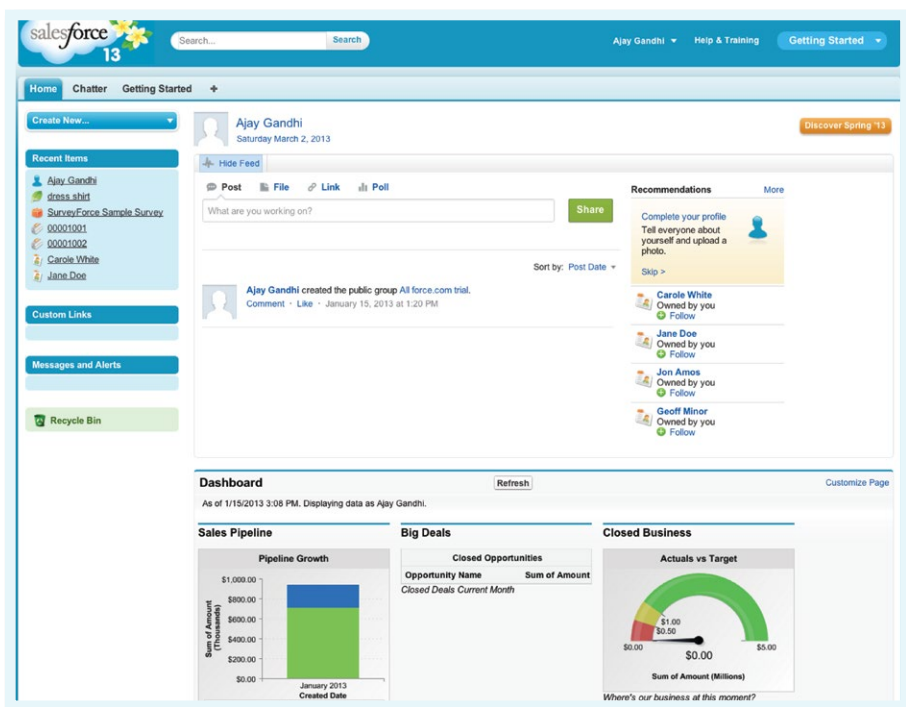 salesforce
13
Search...
Search
Ajay Gandhi
Help & Training
Getting Started
Home
Chatter
Getting Started
+
Create New...
Recent Items
Ajay Gandhi
dress shirt
SurveyForce Sample Survey
00001001
00001002
Carole White
Jane Doe
Custom Links
Messages and Alerts
Recycle Bin
Ajay Gandhi
Saturday March 2, 2013
Discover Spring '13
Hide Feed
Post
File
Link
Poll
What are you working on?
Share
Sort by: Post Date
Ajay Gandhi created the public group All force.com trial.
Comment · Like · January 15, 2013 at 1:20 PM
Recommendations
More
Complete your profile
Tell everyone about
yourself and upload a
photo.
Skip >
Carole White
Owned by you
Follow
Jane Doe
Owned by you
Follow
Jon Amos
Owned by you
Follow
Geoff Minor
Owned by you
Follow
Dashboard
Refresh
Customize Page
As of 1/15/2013 3:08 PM. Displaying data as Ajay Gandhi.
Sales Pipeline
Pipeline Growth
Sum of Amount
(Thousands)
$1,000.00
$800.00
$600.00
$400.00
$200.00
$0.00
January 2013
Created Date
Big Deals
Closed Opportunities
Opportunity Name
Sum of Amount
Closed Deals Current Month
Closed Business
Actuals vs Target
$1.00
$0.50
$0.00
$5.00
$0.00
Sum of Amount (Millions)
Where's our business at this moment?